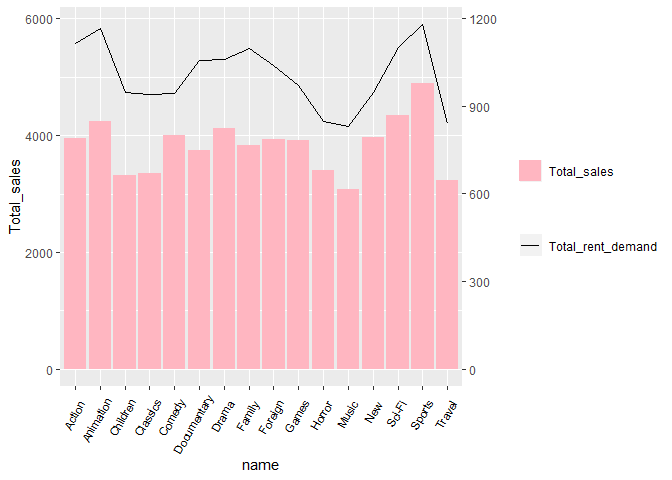 6000
4000
2000
0
Total_sales
1200
900
600
300
0
Action
Animation
Children
Classics
Comedy
Documentary
Drama
Family
Foreign
Games
Horror
Music
New
Sci-Fi
Sports
Travel
name
Total_sales
Total_rent_demand